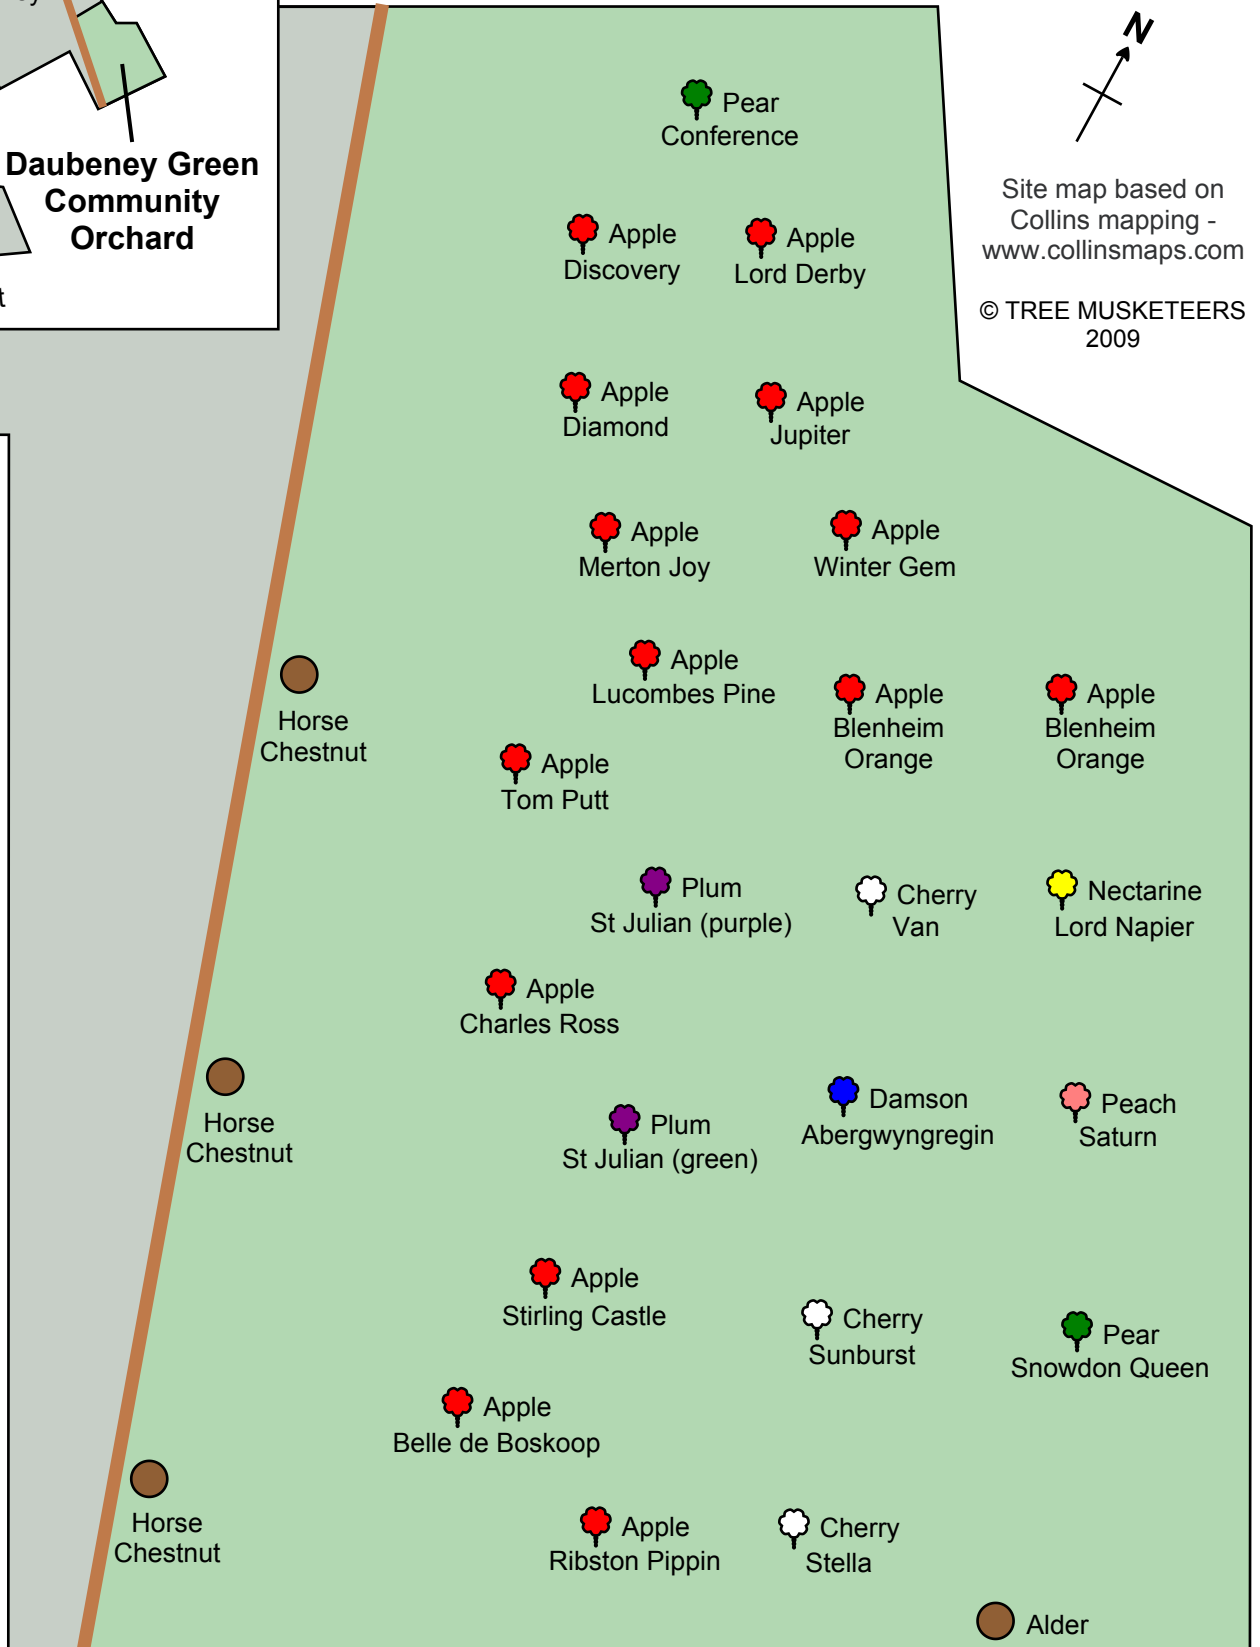 Daubeney Green
Community
Orchard
t
N
Site map based on
Collins mapping -
www.collinsmaps.com
© TREE MUSKETEERS
2009
Pear
Conference
Apple
Discovery
Apple
Lord Derby
Apple
Diamond
Apple
Jupiter
Apple
Merton Joy
Apple
Winter Gem
Apple
Lucombes Pine
Apple
Blenheim
Orange
Apple
Blenheim
Orange
Horse
Chestnut
Apple
Tom Putt
Plum
St Julian (purple)
Cherry
Van
Nectarine
Lord Napier
Apple
Charles Ross
Horse
Chestnut
Plum
St Julian (green)
Damson
Abergwyngregin
Peach
Saturn
Apple
Stirling Castle
Cherry
Sunburst
Pear
Snowdon Queen
Apple
Belle de Boskoop
Horse
Chestnut
Apple
Ribston Pippin
Cherry
Stella
Alder